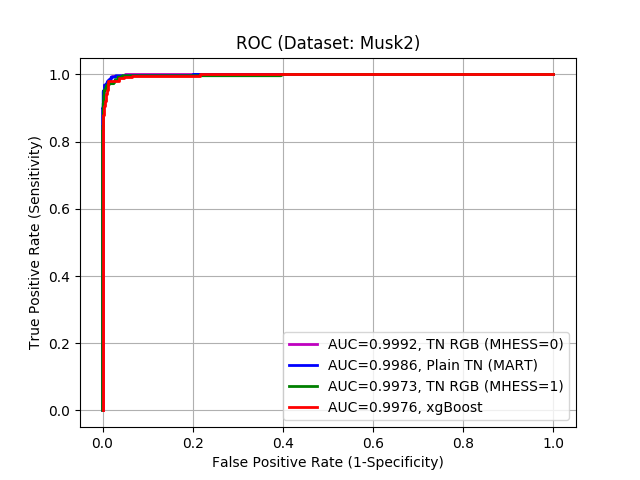 ROC (Dataset: Musk2)
True Positive Rate (Sensitivity)
1.0
0.8
0.6
0.4
0.2
0.0
AUC=0.9992, TN RGB (MHESS=0)
AUC=0.9986, Plain TN (MART)
AUC=0.9973, TN RGB (MHESS=1)
AUC=0.9976, xgBoost
0.0 0.2 0.4 0.6 0.8 1.0
False Positive Rate (1-Specificity)